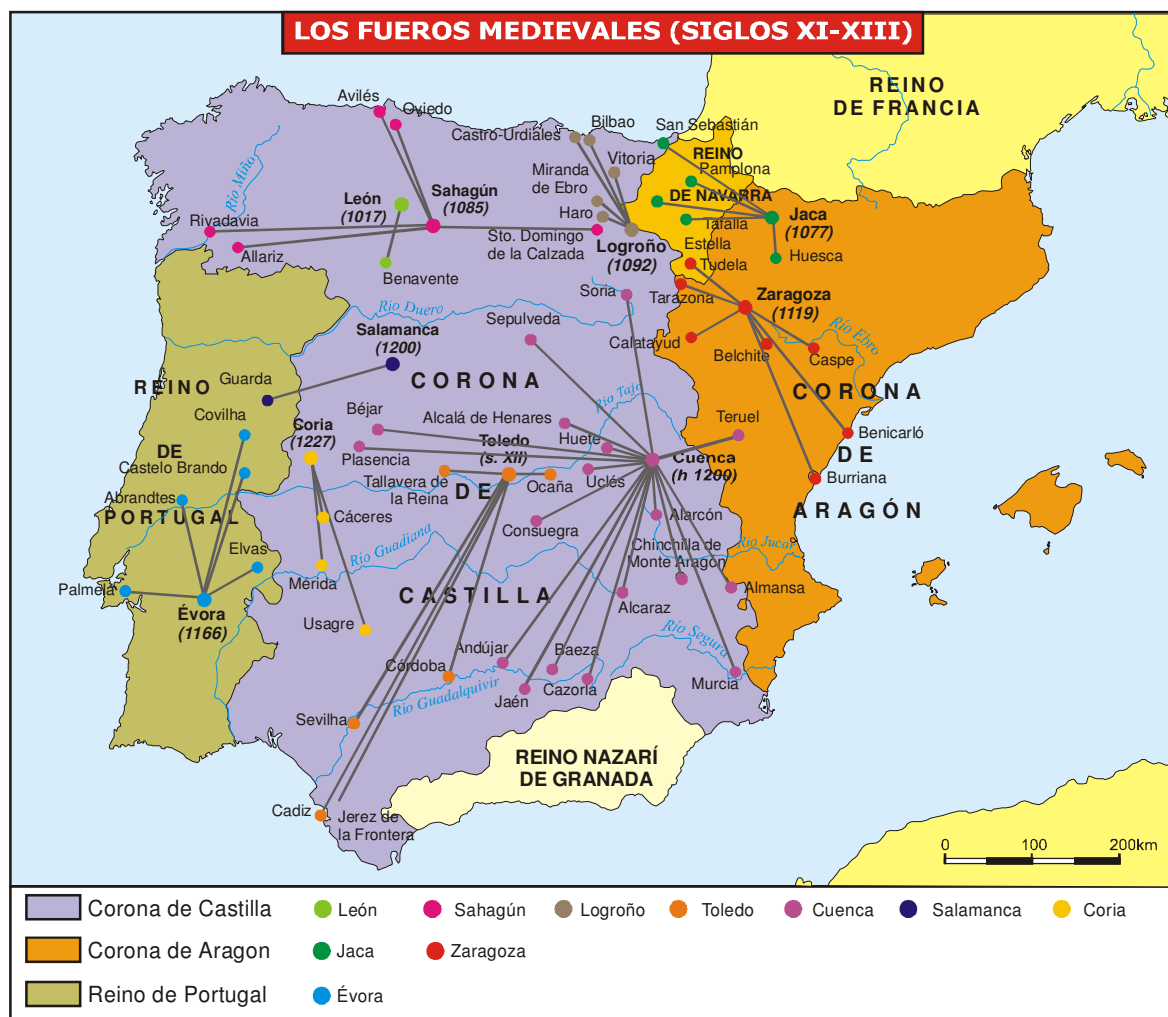 LOS FUEROS MEDIEVALES (SIGLOS XI-XIII)
REINO
DE FRANCIA
Avilés
Oviedo
Castro-Urdiales
Bilbao
San Sebastián
Río Miño
Miranda
de Ebro
Vitoria
REINO
Pamplona
DE NAVARRA
León
(1017)
Sahagún
(1085)
Haro
Rivadavia
Allariz
Benavente
Sto. Domingo
de la Calzada
Logroño
(1092)
Tafalla
Estella
Tudela
Jaca
(1077)
Huesca
Soria
Tarazona
Zaragoza
(1119)
Río Duero
Sepulveda
Salamanca
(1200)
Calatayud
Belchite
Caspe
Río Ebro
REINO
Guarda
CORONA
CORONA
Covilha
Béjar
Alcalá de Henares
Río Tajo
Teruel
Benicarló
DE
Coria
(1227)
Plasencia
Toledo
(s. XII)
Huete
Cuenca
(h 1200)
DE
Castelo Brando
Tallavera de
la Reina
DE
Ocaña
Uclés
Burriana
Abrandtes
PORTUGAL
Cáceres
Consuegra
Alarcón
ARAGÓN
Elvas
Río Guadiana
Chinchilla de
Monte Aragón
Río Jucar
Palmela
Mérida
CASTILLA
Alcaraz
Almansa
Évora
(1166)
Usagre
Río Segura
Córdoba
Andújar
Baeza
Murcia
Río Guadalquivir
Jaén
Cazorla
Sevilha
REINO NAZARÍ
DE GRANADA
Cadiz
Jerez de
la Frontera
0 100 200km
Corona de Castilla León Sahagún Logroño Toledo Cuenca Salamanca Coria
Corona de Aragon Jaca Zaragoza
Reino de Portugal Évora